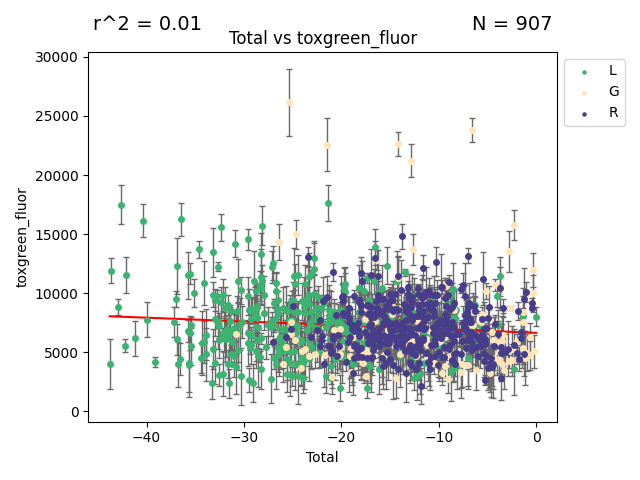 r^2 = 0.01
N = 907
Total vs toxgreen_fluor
L
G
R
30000
25000
20000
15000
10000
5000
0
toxgreen_fluor
−40
−30
−20
−10
0
Total